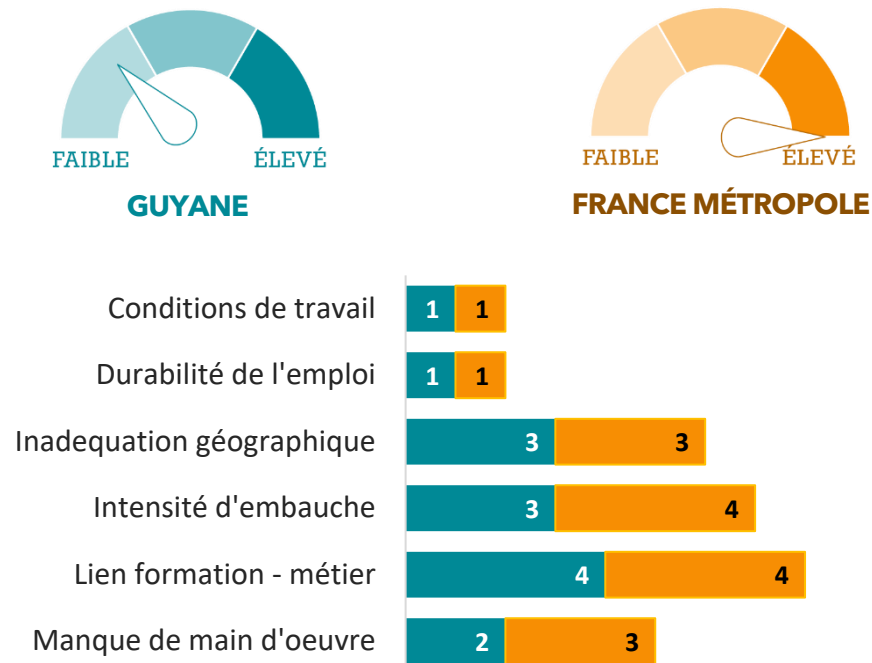 FAIBLE ÉLEVÉ
GUYANE
FAIBLE ÉLEVÉ
FRANCE MÉTROPOLE
Conditions de travail 1 1
Durabilité de l'emploi 1 1
Inadequation géographique 3 3
Intensité d'embauche 3 4
Lien formation - métier 4 4
Manque de main d'oeuvre 2 3